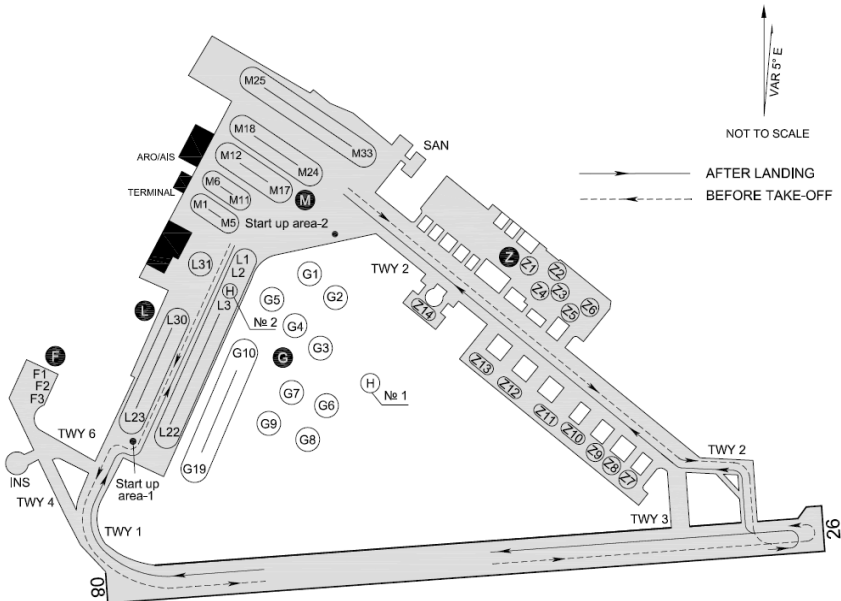 VAR 5° E
NOT TO SCALE
AFTER LANDING
BEFORE TAKE-OFF
M25
M33
SAN
M18
M24
ARO/AIS
M12
M17
TERMINAL
M6
M11
M1
M5
M
Start up area-2
TWY 2
Z
Z1
Z2
Z4
Z3
Z5
Z6
Z14
L31
L1
L2
H
L3
№ 2
G1
G2
G5
G4
G3
G
L
L30
G10
F
F1
F2
F3
H
№ 1
G7
G6
G9
G8
Z13
Z12
Z11
Z10
Z9
Z8
Z7
L23
L22
G19
TWY 6
Start up
area-1
INS
TWY 4
TWY 1
TWY 2
TWY 3
08
26